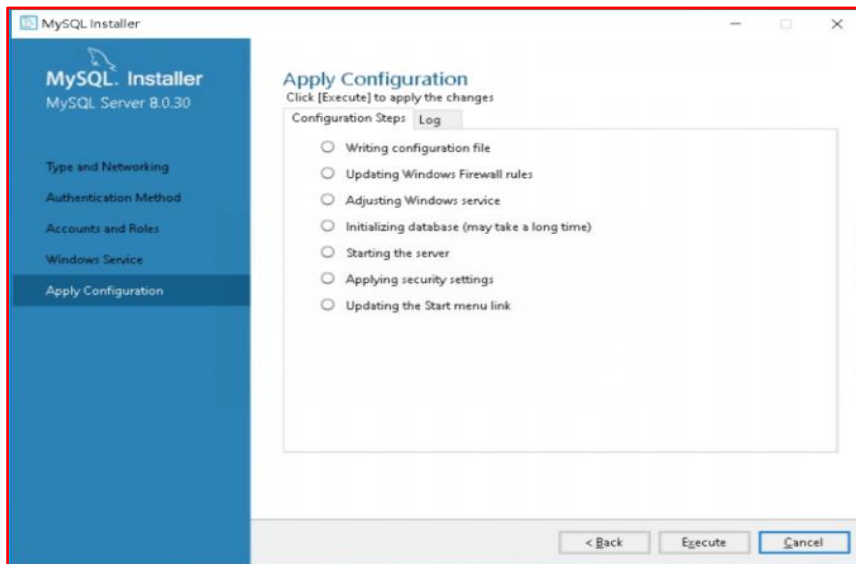 MySQL Installer
MySQL. Installer
MySQL Server 8.0.30
Type and Networking
Authentication Method
Accounts and Roles
Windows Service
Apply Configuration
Apply Configuration
Click [Execute] to apply the changes
Configuration Steps Log
Writing configuration file
Updating Windows Firewall rules
Adjusting Windows service
Initializing database (may take a long time)
Starting the server
Applying security settings
Updating the Start menu link
< Back Execute Cancel